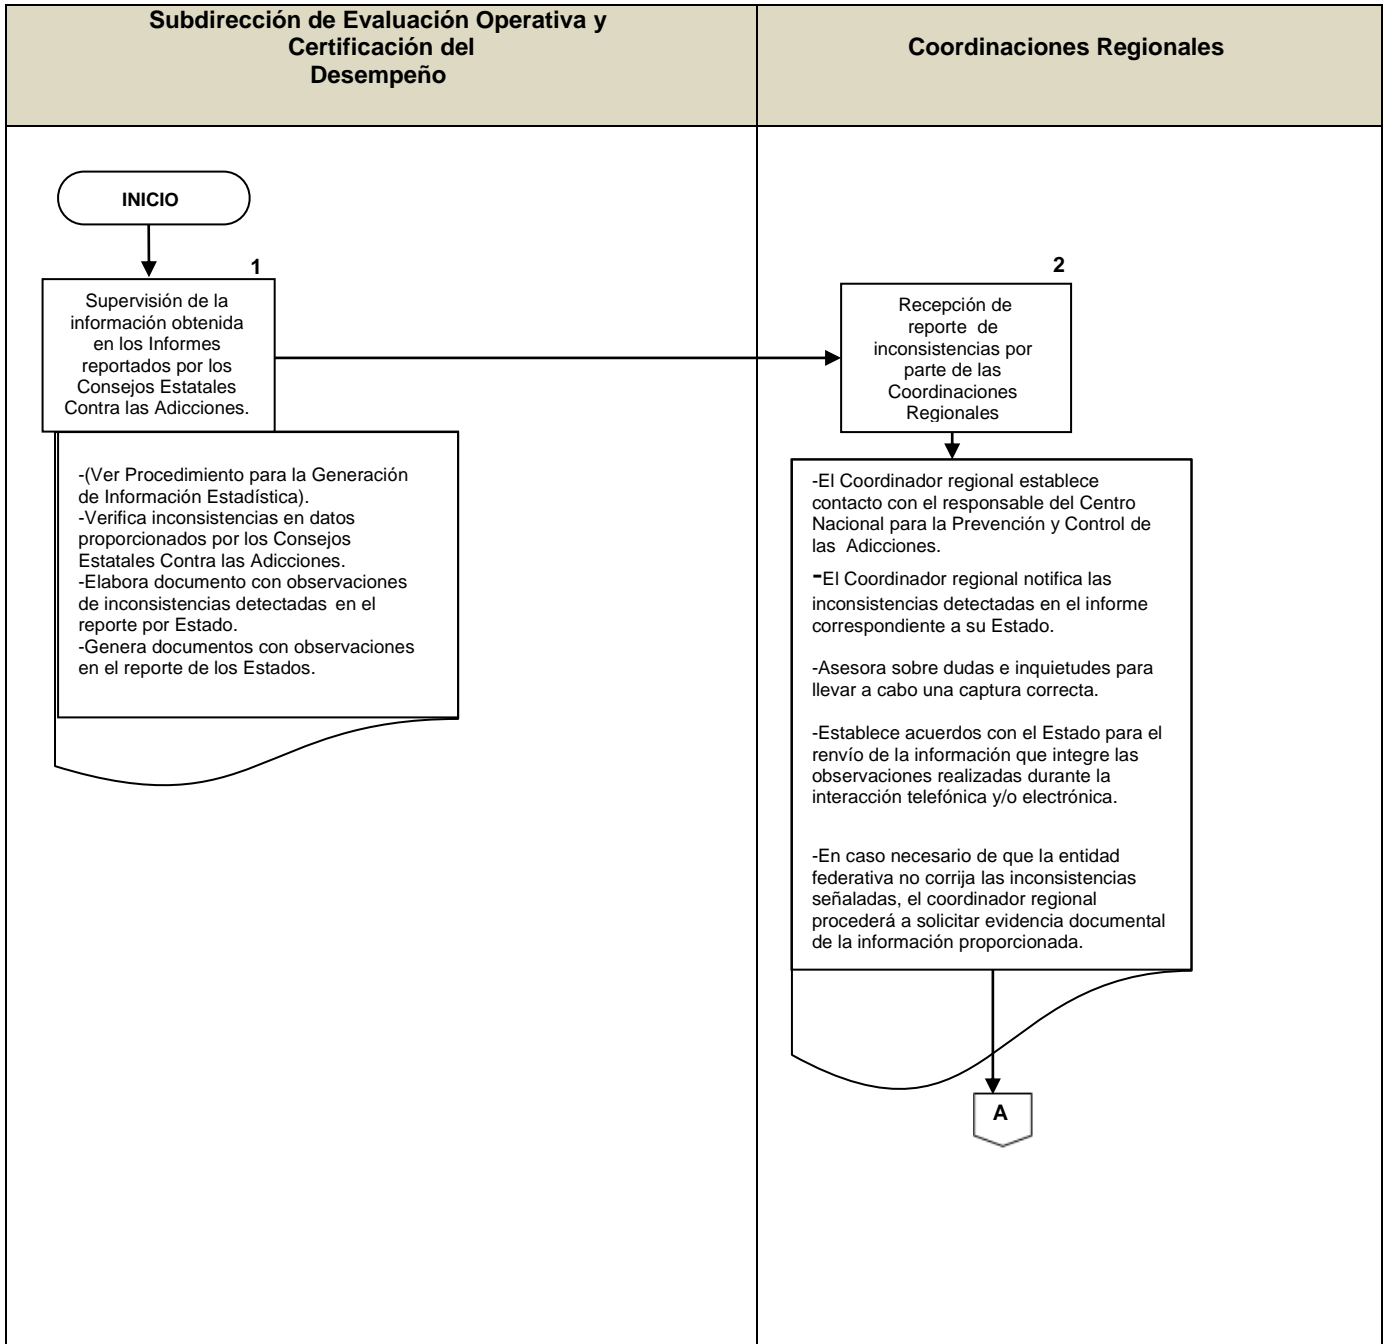 Subdirección de Evaluación Operativa y
Certificación del
Desempeño
Coordinaciones Regionales
INICIO
1
Supervisión de la
información obtenida
en los Informes
reportados por los
Consejos Estatales
Contra las Adicciones.
-(Ver Procedimiento para la Generación
de Información Estadística).
-Verifica inconsistencias en datos
proporcionados por los Consejos
Estatales Contra las Adicciones.
-Elabora documento con observaciones
de inconsistencias detectadas en el
reporte por Estado.
-Genera documentos con observaciones
en el reporte de los Estados.
2
Recepción de
reporte de
inconsistencias por
parte de las
Coordinaciones
Regionales
-El Coordinador regional establece
contacto con el responsable del Centro
Nacional para la Prevención y Control de
las Adicciones.
-El Coordinador regional notifica las
inconsistencias detectadas en el informe
correspondiente a su Estado.
-Asesora sobre dudas e inquietudes para
llevar a cabo una captura correcta.
-Establece acuerdos con el Estado para el
renvío de la información que integre las
observaciones realizadas durante la
interacción telefónica y/o electrónica.
-En caso necesario de que la entidad
federativa no corrija las inconsistencias
señaladas, el coordinador regional
procederá a solicitar evidencia documental
de la información proporcionada.
A